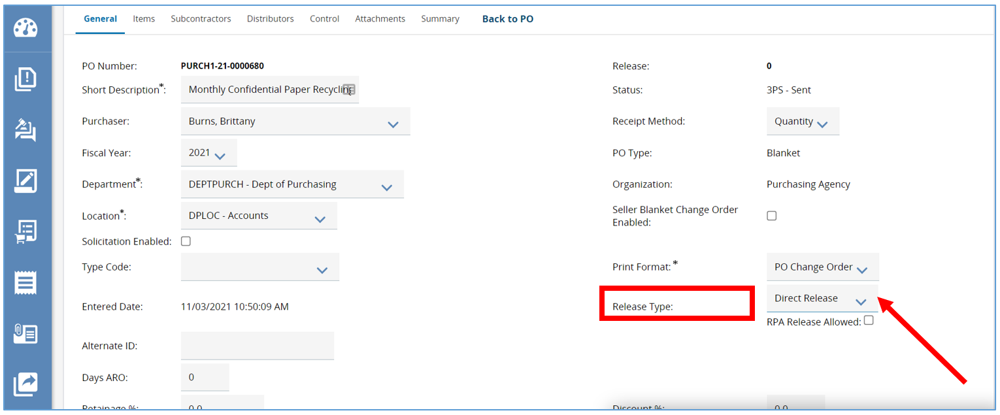 General Items Subcontractors Distributors Control Attachments Summary Back to PO
PO Number: PURCH1-21-0000680 Release: 0
Short Description*: Monthly Confidential Paper Recycling Status: 3PS - Sent
Purchaser: Burns, Brittany Receipt Method: Quantity
Fiscal Year: 2021 PO Type: Blanket
Department*: DEPTPURCH - Dept of Purchasing Organization: Purchasing Agency
Location*: DPLOC - Accounts Seller Blanket Change Order
Enabled:
Solicitation Enabled:
Type Code: Print Format: * PO Change Order
Entered Date: 11/03/2021 10:50:09 AM Release Type: Direct Release
RPA Release Allowed:
Alternate ID:
Days ARO: 0
Retainage %: 0.0 Discount %: 0.0